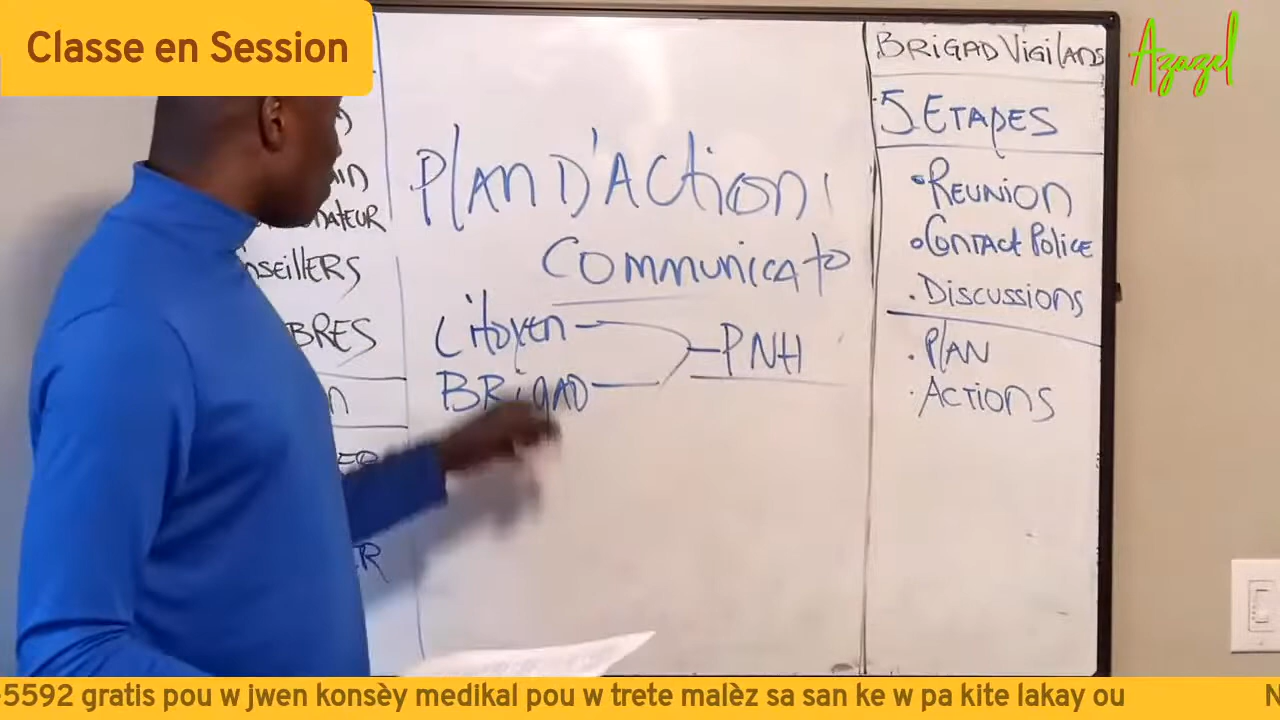 Classe en Session
Azazel
NATEUR
NSEILLERS
BRES
PLAN D'ACTION
COMMUNICATO
Citoyen
BRIGAD
PNH
BRIGAD VIGILANS
5 ETAPES
• REUNION
• CONTACT POLICE
• DISCUSSIONS
• PLAN
• ACTIONS
-5592 gratis pou w jwen konsèy medikal pou w trete malèz sa san ke w pa kite lakay ou
N